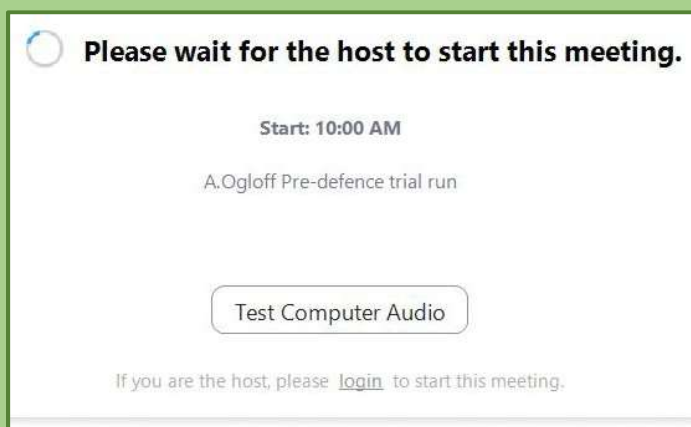 Please wait for the host to start this meeting.
Start: 10:00 AM
A.Ogloff Pre-defence trial run
Test Computer Audio
If you are the host, please login to start this meeting.